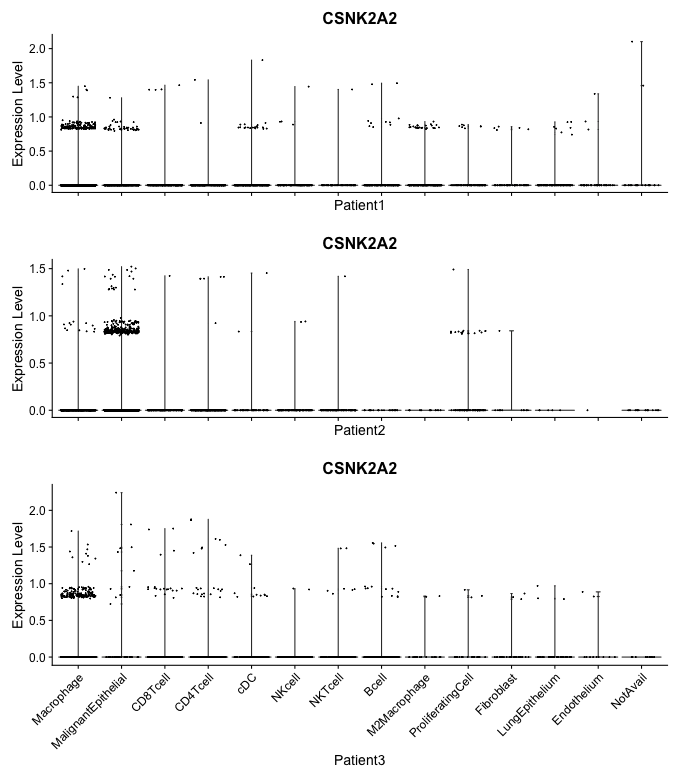 CSNK2A2
Expression Level
2.0
1.5
1.0
0.5
0.0
Patient1
CSNK2A2
Expression Level
1.5
1.0
0.5
0.0
Patient2
CSNK2A2
Expression Level
2.0
1.5
1.0
0.5
0.0
Macrophage
MalignantEpithelial
CD8Tcell
CD4Tcell
cDC
NKcell
NKTcell
Bcell
M2Macrophage
ProliferatingCell
Fibroblast
LungEpithelium
Endothelium
NotAvail
Patient3